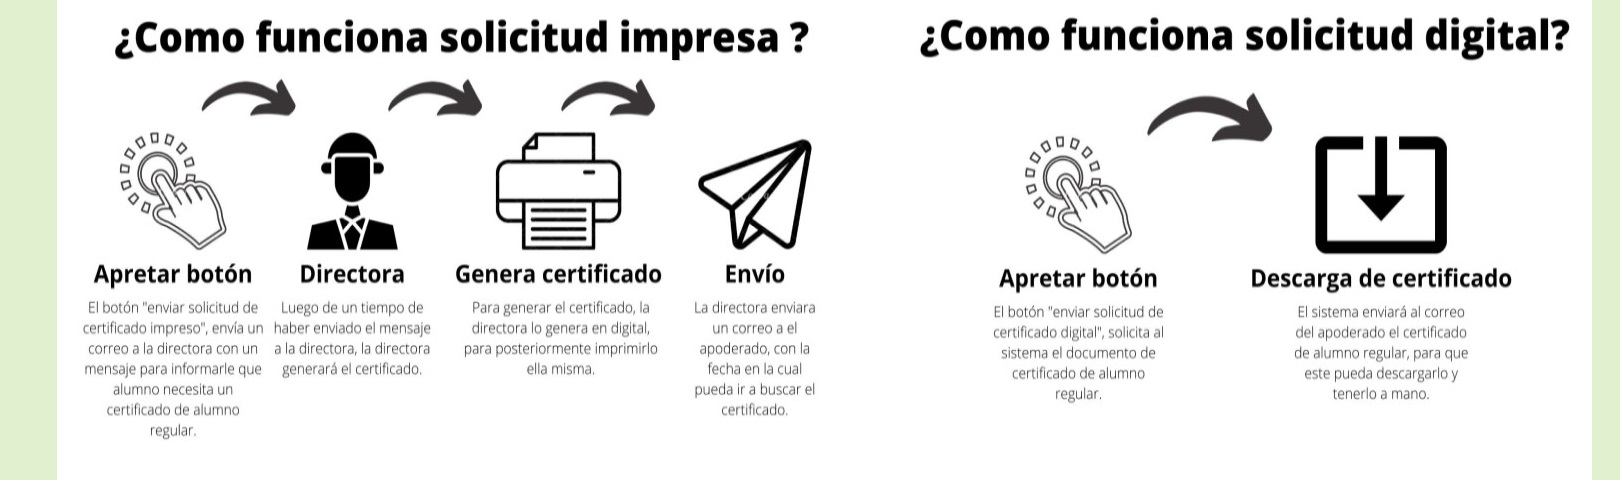 ¿Como funciona solicitud impresa ?
Apretar botón
El botón "enviar solicitud de
certificado impreso", envía un
correo a la directora con un
mensaje para informarle que
alumno necesita un
certificado de alumno
regular.
Directora
Luego de un tiempo de
haber enviado el mensaje
a la directora, la directora
generará el certificado.
Genera certificado
Para generar el certificado, la
directora lo genera en digital,
para posteriormente imprimirlo
ella misma.
Envío
La directora enviara
un correo a el
apoderado, con la
fecha en la cual
pueda ir a buscar el
certificado.
¿Como funciona solicitud digital?
Apretar botón
El botón "enviar solicitud de
certificado digital", solicita al
sistema el documento de
certificado de alumno
regular.
Descarga de certificado
El sistema enviará al correo
del apoderado el certificado
de alumno regular, para que
este pueda descargarlo y
tenerlo a mano.